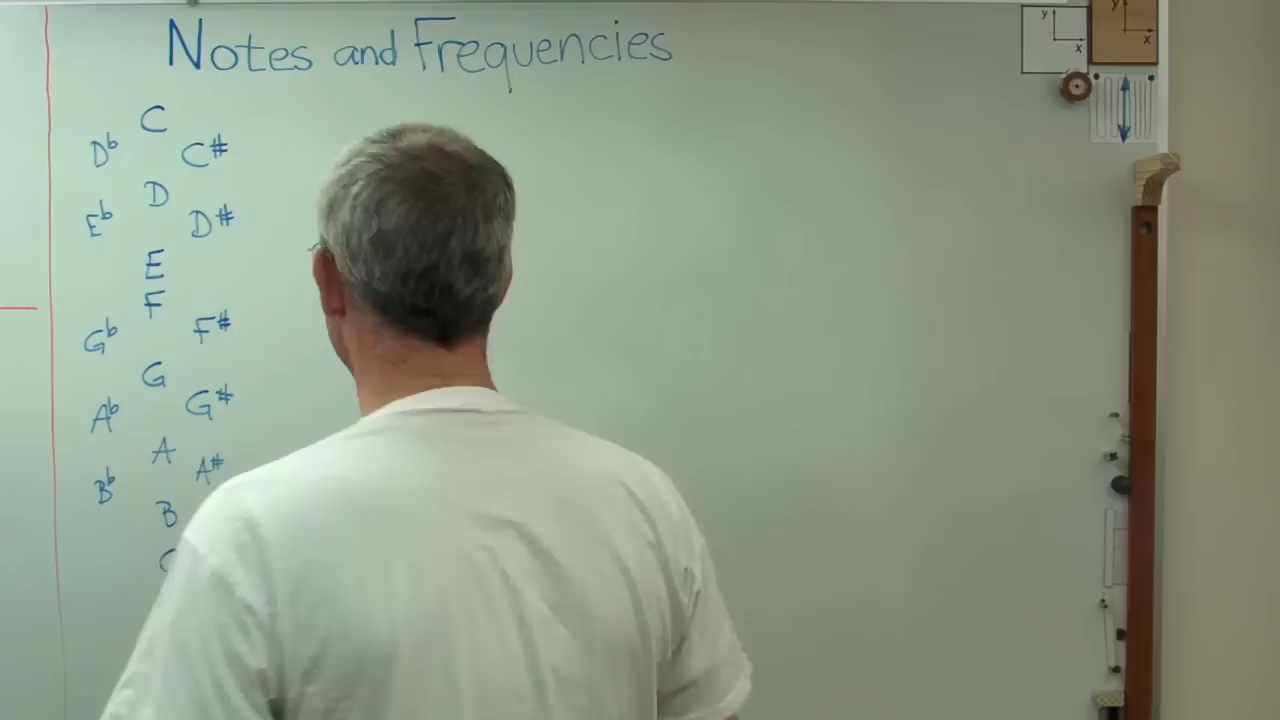 Notes and Frequencies
C
D♭ C#
D
E♭ D#
E
F
G♭ F#
G
A♭ G#
A
B♭ A#
B
C
y x
y x